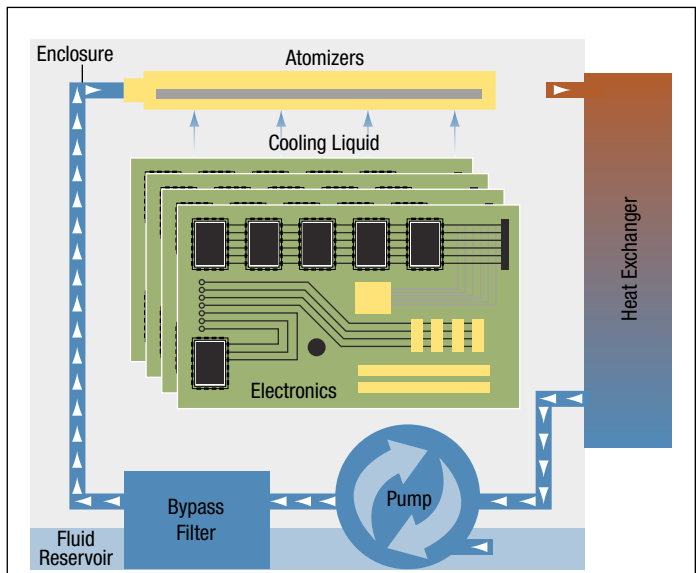 Enclosure
Atomizers
Cooling Liquid
Heat Exchanger
Electronics
Bypass
Filter
Pump
Fluid
Reservoir